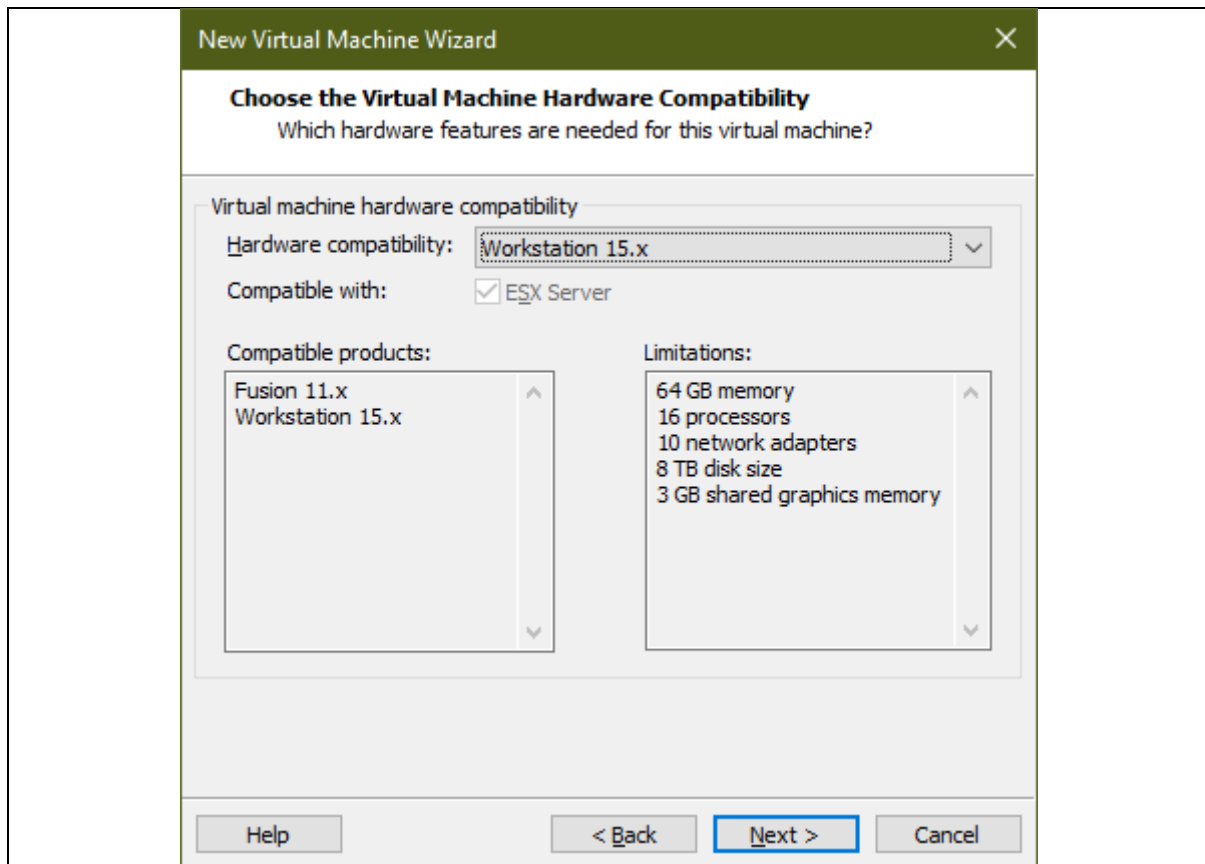 New Virtual Machine Wizard
Choose the Virtual Machine Hardware Compatibility
Which hardware features are needed for this virtual machine?
Virtual machine hardware compatibility
Hardware compatibility: Workstation 15.x
Compatible with: ESX Server
Compatible products:
Fusion 11.x
Workstation 15.x
Limitations:
64 GB memory
16 processors
10 network adapters
8 TB disk size
3 GB shared graphics memory
Help < Back Next > Cancel